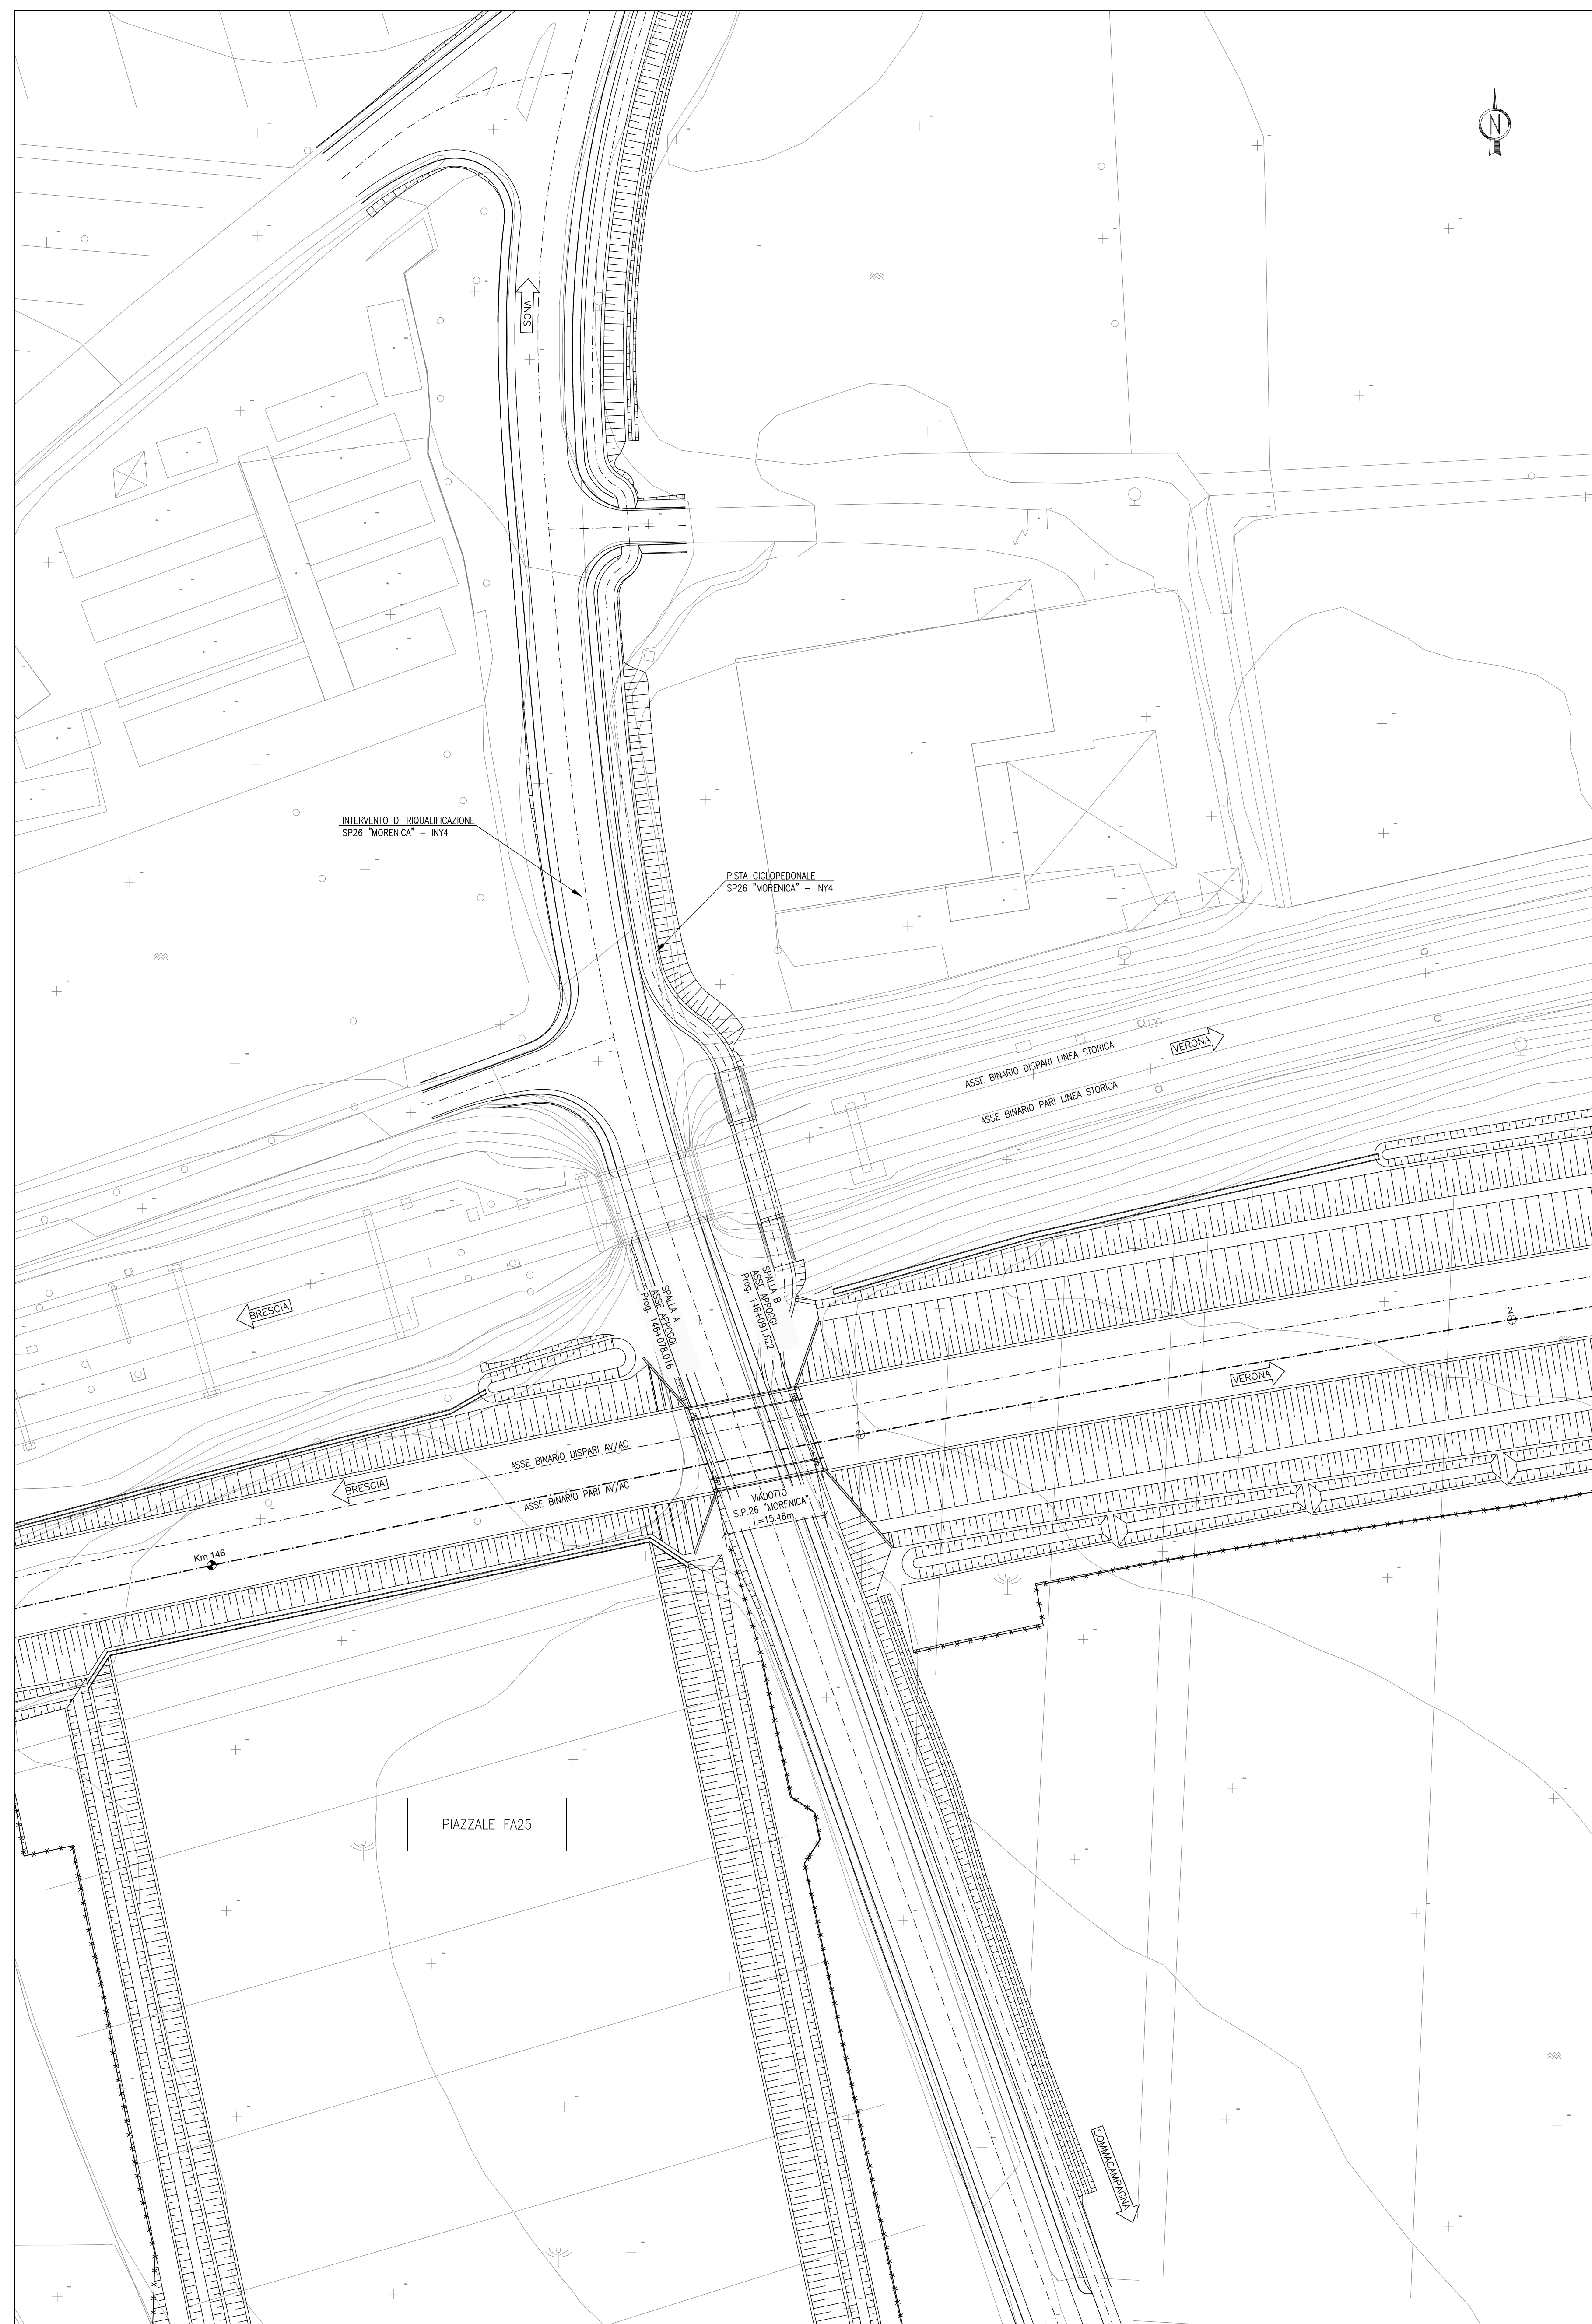 N
SONA
INTERVENTO DI RIQUALIFICAZIONE
SP26 "MORENICA" - INY4
PISTA CICLOPEDONALE
SP26 "MORENICA" - INY4
VERONA
ASSE BINARIO DISPARI LINEA STORICA
ASSE BINARIO PARI LINEA STORICA
BRESCIA
SPALLA A
ASSE APPOGGI
Prog. 146+078.016
SPALLA B
ASSE APPOGGI
Prog. 146+091.622
2
VERONA
1
ASSE BINARIO DISPARI AV/AC
BRESCIA
ASSE BINARIO PARI AV/AC
VIADOTTO
S.P.26 "MORENICA"
L=15.48m
Km 146
PIAZZALE FA25
SOMMACAMPAGNA